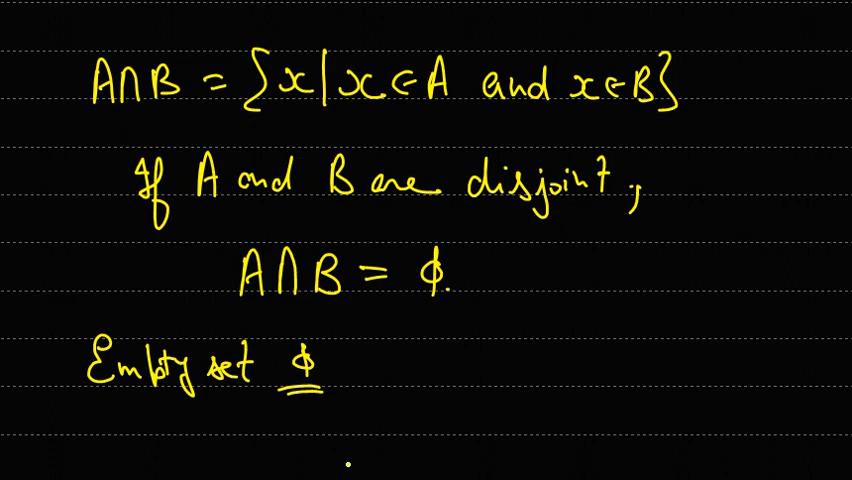 A∩B = {x|x∈A and x∈B}
If A and B are disjoint,
A∩B = ϕ.
Empty set ϕ